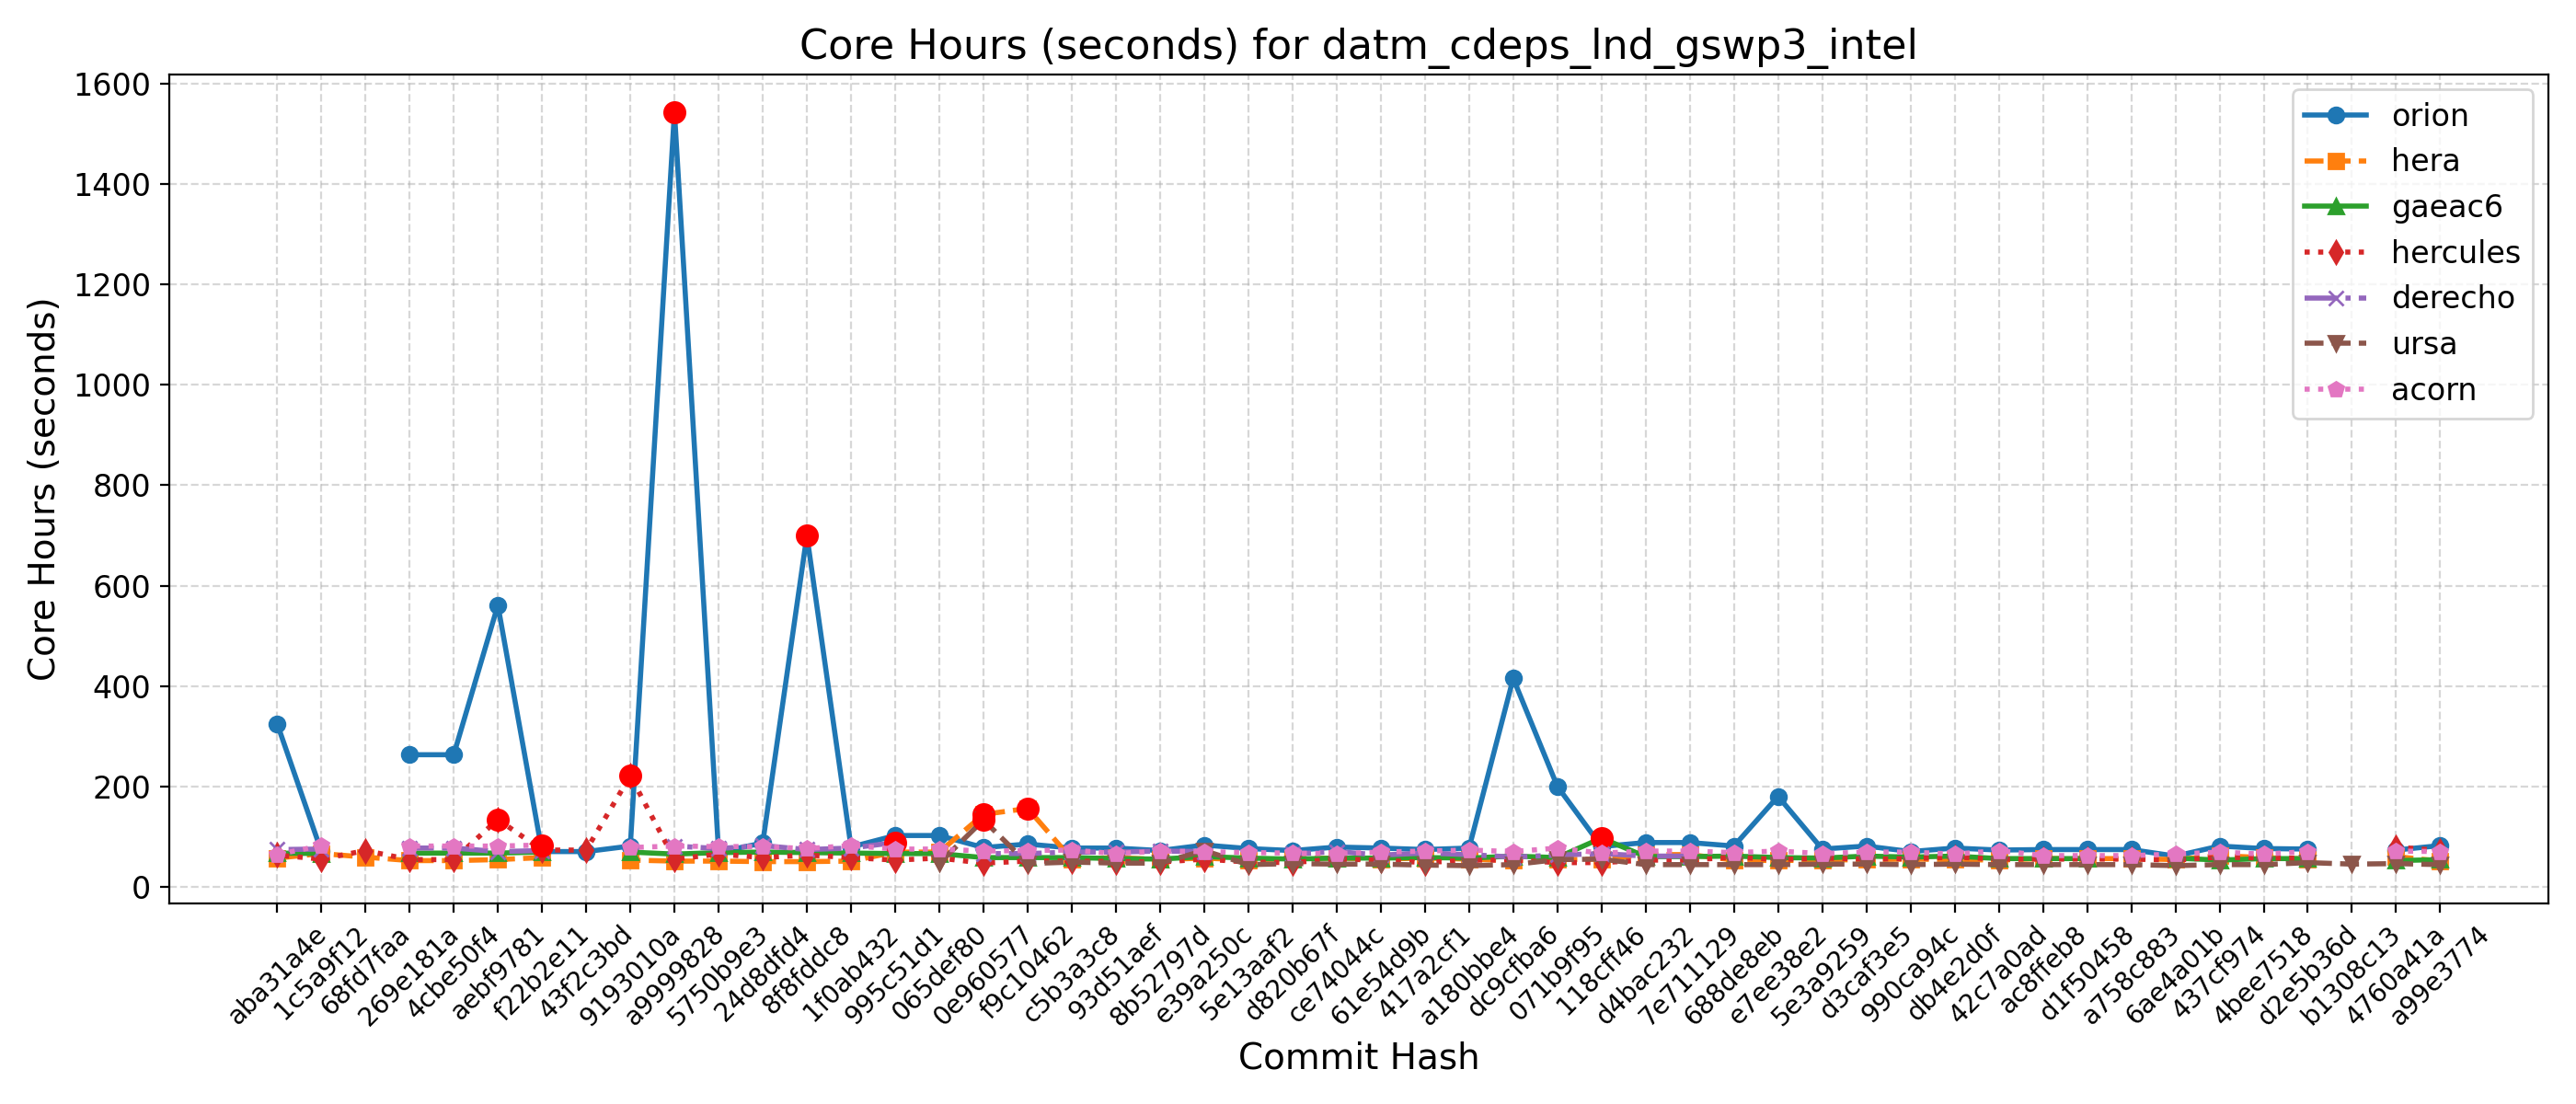 Core Hours (seconds) for datm_cdeps_lnd_gswp3_intel
Core Hours (seconds)
1600
1400
1200
1000
800
600
400
200
0
orion
hera
gaeac6
hercules
derecho
ursa
acorn
aba31a4e
1c5a9f12
68fd7faa
269e181a
4cbe50f4
aebf9781
f22b2e11
43f2c3bd
9193010a
a9999828
5750b9e3
24d8dfd4
8f8fddc8
1f0ab432
995c51d1
065def80
0e960577
f9c10462
c5b3a3c8
93d51aef
8b52797d
e39a250c
5e13aaf2
d820b67f
ce74044c
61e54d9b
417a2cf1
a180bbe4
dc9cfba6
071b9f95
118cff46
d4bac232
7e711129
688de8eb
e7ee38e2
5e3a9259
d3caf3e5
990ca94c
db4e2d0f
42c7a0ad
ac8ffeb8
d1f50458
a758c883
6ae4a01b
437cf974
4bee7518
d2e5b36d
b1308c13
4760a41a
a99e3774
Commit Hash